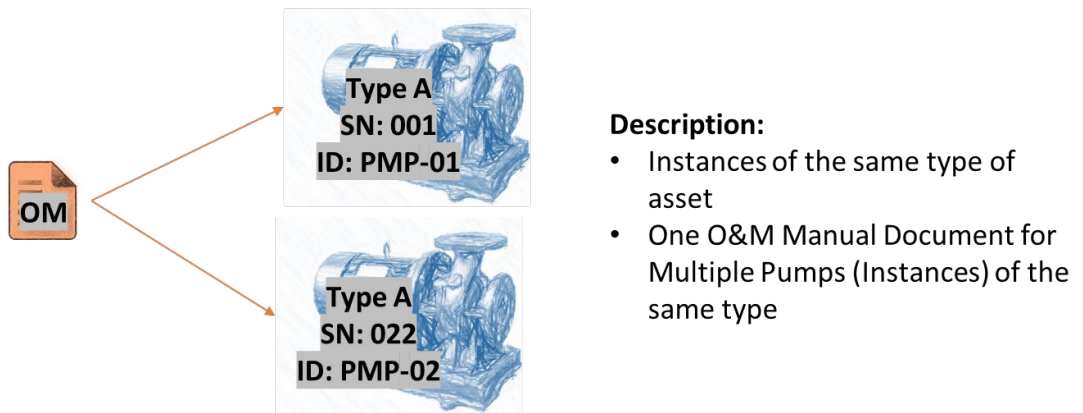 OM
Type A
SN: 001
ID: PMP-01
Type A
SN: 022
ID: PMP-02
Description:
• Instances of the same type of
asset
• One O&M Manual Document for
Multiple Pumps (Instances) of the
same type